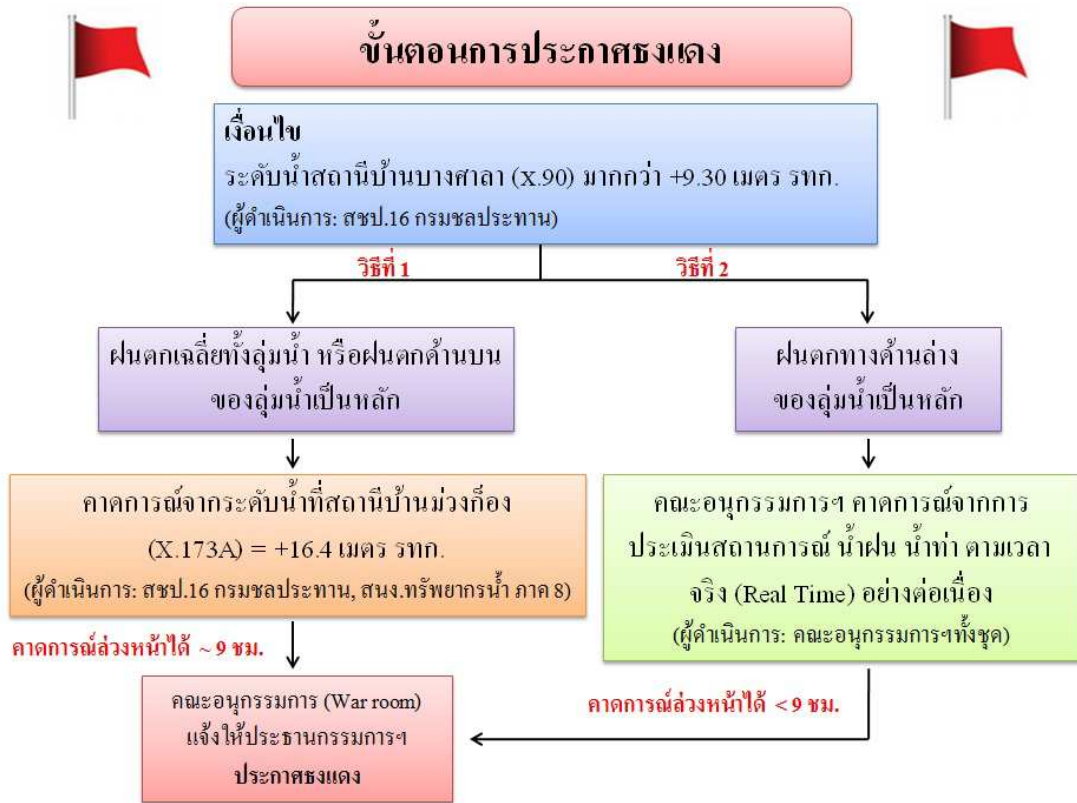 ขั้นตอนการประกาศธงแดง
เงื่อนไข
ระดับน้ำสถานีบ้านบางศาลา (X.90) มากกว่า +9.30 เมตร รทก.
(ผู้ดำเนินการ: สชป.16 กรมชลประทาน)
วิธีที่ 1
วิธีที่ 2
ฝนตกเฉลี่ยทั้งลุ่มน้ำ หรือฝนตกด้านบน
ของลุ่มน้ำเป็นหลัก
ฝนตกทางด้านล่าง
ของลุ่มน้ำเป็นหลัก
คาดการณ์จากระดับน้ำที่สถานีบ้านม่วงก็อง
(X.173A) = +16.4 เมตร รทก.
(ผู้ดำเนินการ: สชป.16 กรมชลประทาน, สนง.ทรัพยากรน้ำ ภาค 8)
คณะอนุกรรมการฯ คาดการณ์จากการ
ประเมินสถานการณ์ น้ำฝน น้ำท่า ตามเวลา
จริง (Real Time) อย่างต่อเนื่อง
(ผู้ดำเนินการ: คณะอนุกรรมการฯทั้งชุด)
คาดการณ์ล่วงหน้าได้ ~ 9 ชม.
คาดการณ์ล่วงหน้าได้ < 9 ชม.
คณะอนุกรรมการ (War room)
แจ้งให้ประธานกรรมการฯ
ประกาศธงแดง